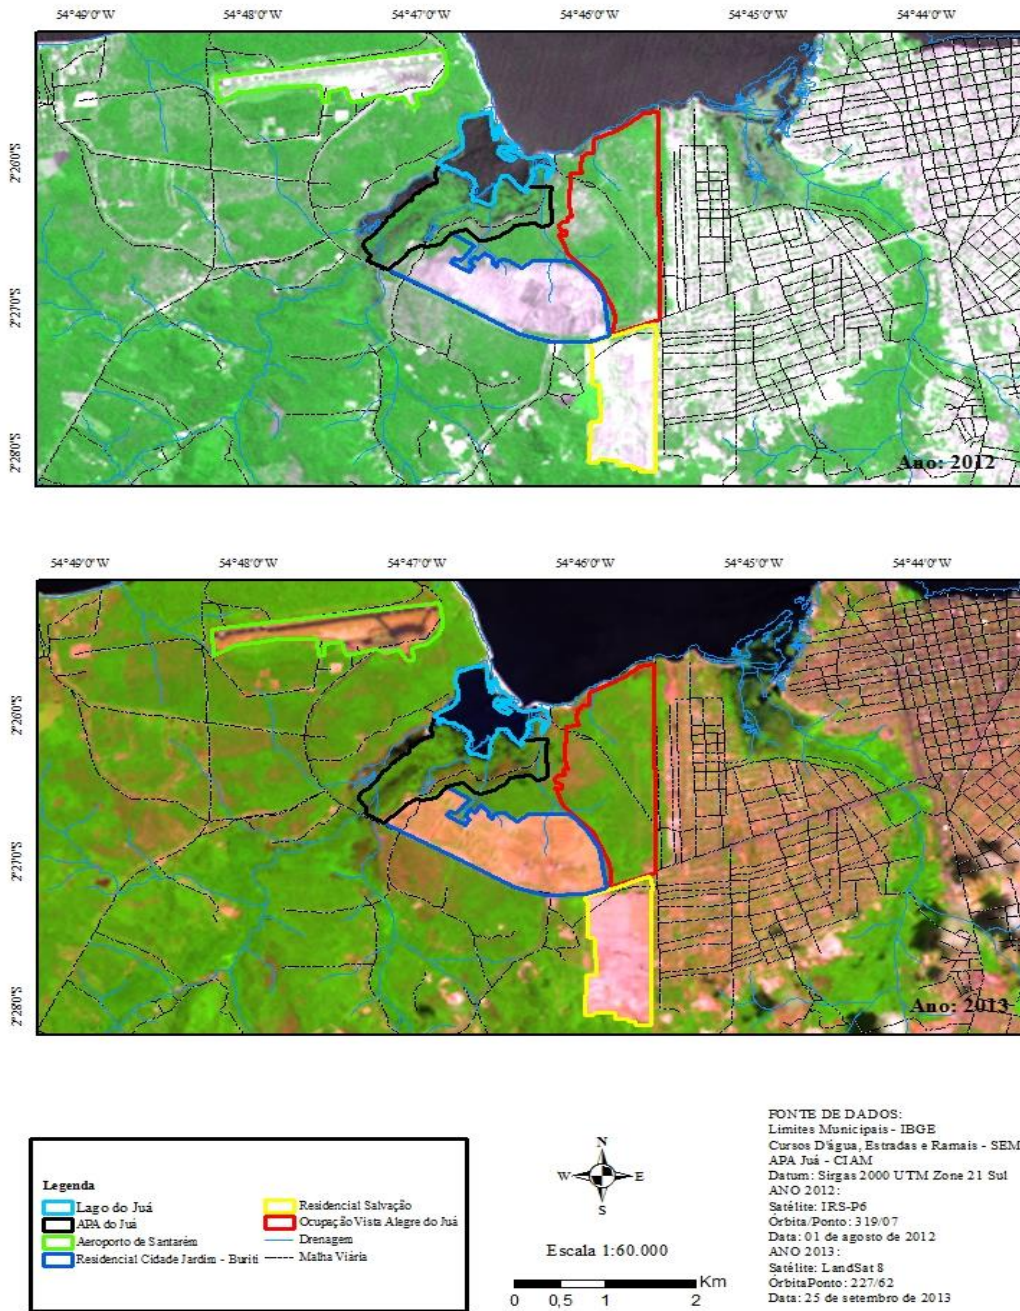 54°49'0"W 54°48'0"W 54°47'0"W 54°46'0"W 54°45'0"W 54°44'0"W
2°26'0"S
2°27'0"S
2°28'0"S
Ano: 2012
54°49'0"W 54°48'0"W 54°47'0"W 54°46'0"W 54°45'0"W 54°44'0"W
2°26'0"S
2°27'0"S
2°28'0"S
Ano: 2013
Legenda
Lago do Juá
APA do Juá
Aeroporto de Santarém
Residencial Cidade Jardim - Buriti
Residencial Salvação
Ocupação Vista Alegre do Juá
Drenagem
Malha Viária
N
W E
S
Escala 1:60.000
Km
0 0,5 1 2
FONTE DE DADOS:
Limites Municipais - IBGE
Cursos D'água, Estradas e Ramais - SEM
APA Juá - CIAM
Datum: Sirgas 2000 UTM Zone 21 Sul
ANO 2012:
Satélite: IRS-P6
Órbita/Ponto: 319/07
Data: 01 de agosto de 2012
ANO 2013:
Satélite: LandSat 8
ÓrbitaPonto: 227/62
Data: 25 de setembro de 2013